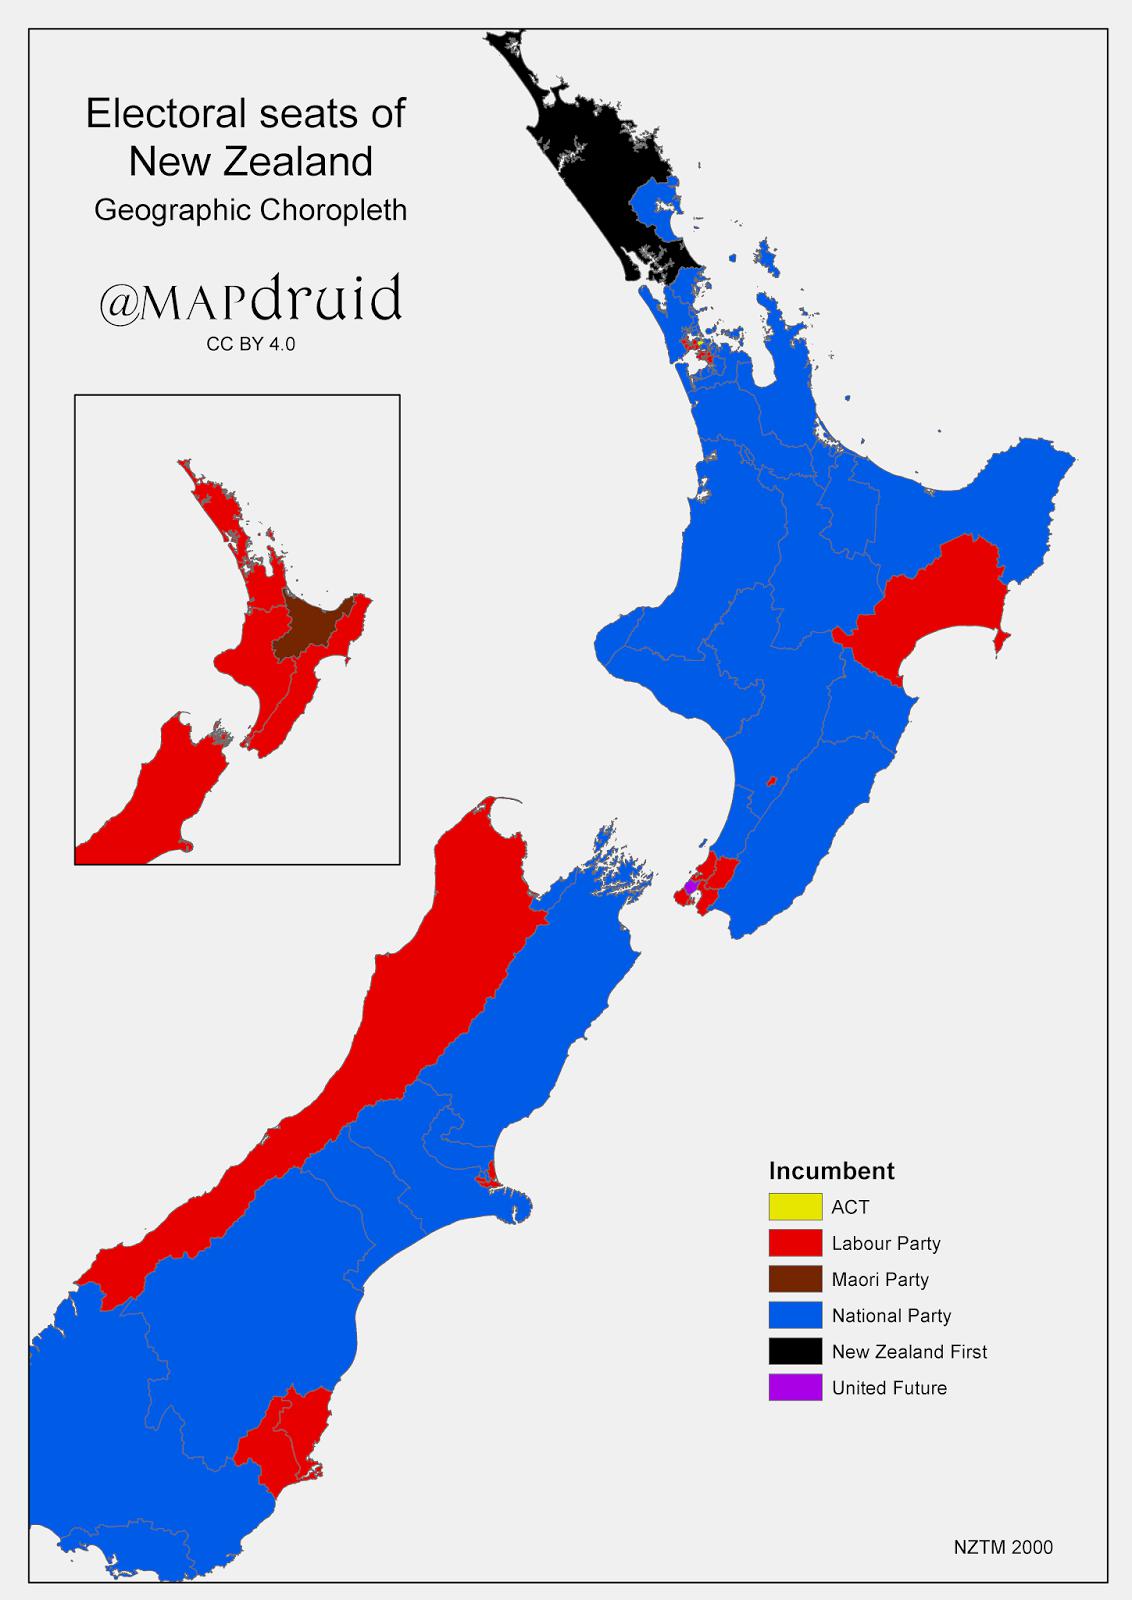 Electoral seats of
New Zealand
Geographic Choropleth
@MAPdruid
CC BY 4.0
Incumbent
ACT
Labour Party
Maori Party
National Party
New Zealand First
United Future
NZTM 2000